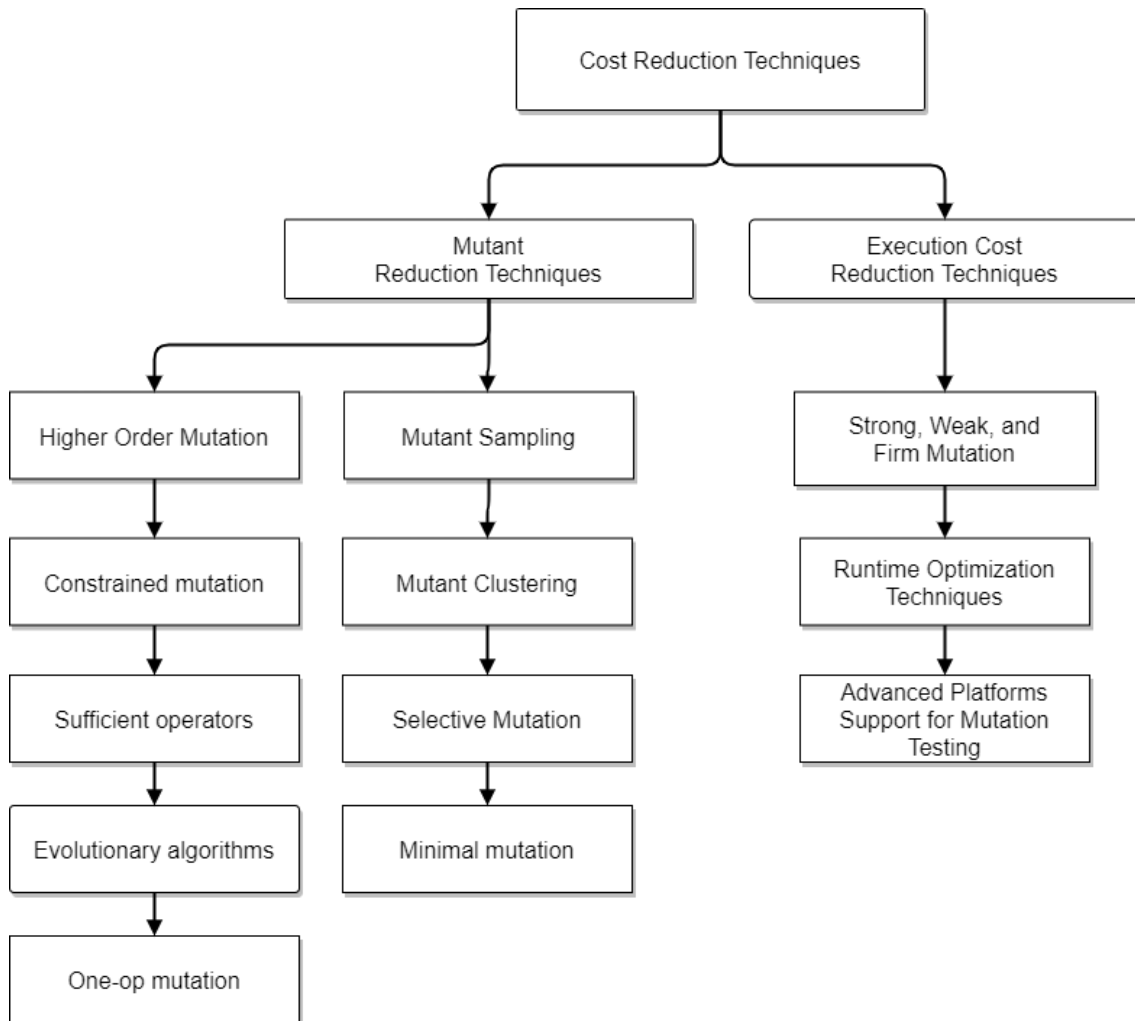 Cost Reduction Techniques
Mutant
Reduction Techniques
Execution Cost
Reduction Techniques
Higher Order Mutation
Mutant Sampling
Strong, Weak, and
Firm Mutation
Constrained mutation
Mutant Clustering
Runtime Optimization
Techniques
Sufficient operators
Selective Mutation
Advanced Platforms
Support for Mutation
Testing
Evolutionary algorithms
Minimal mutation
One-op mutation